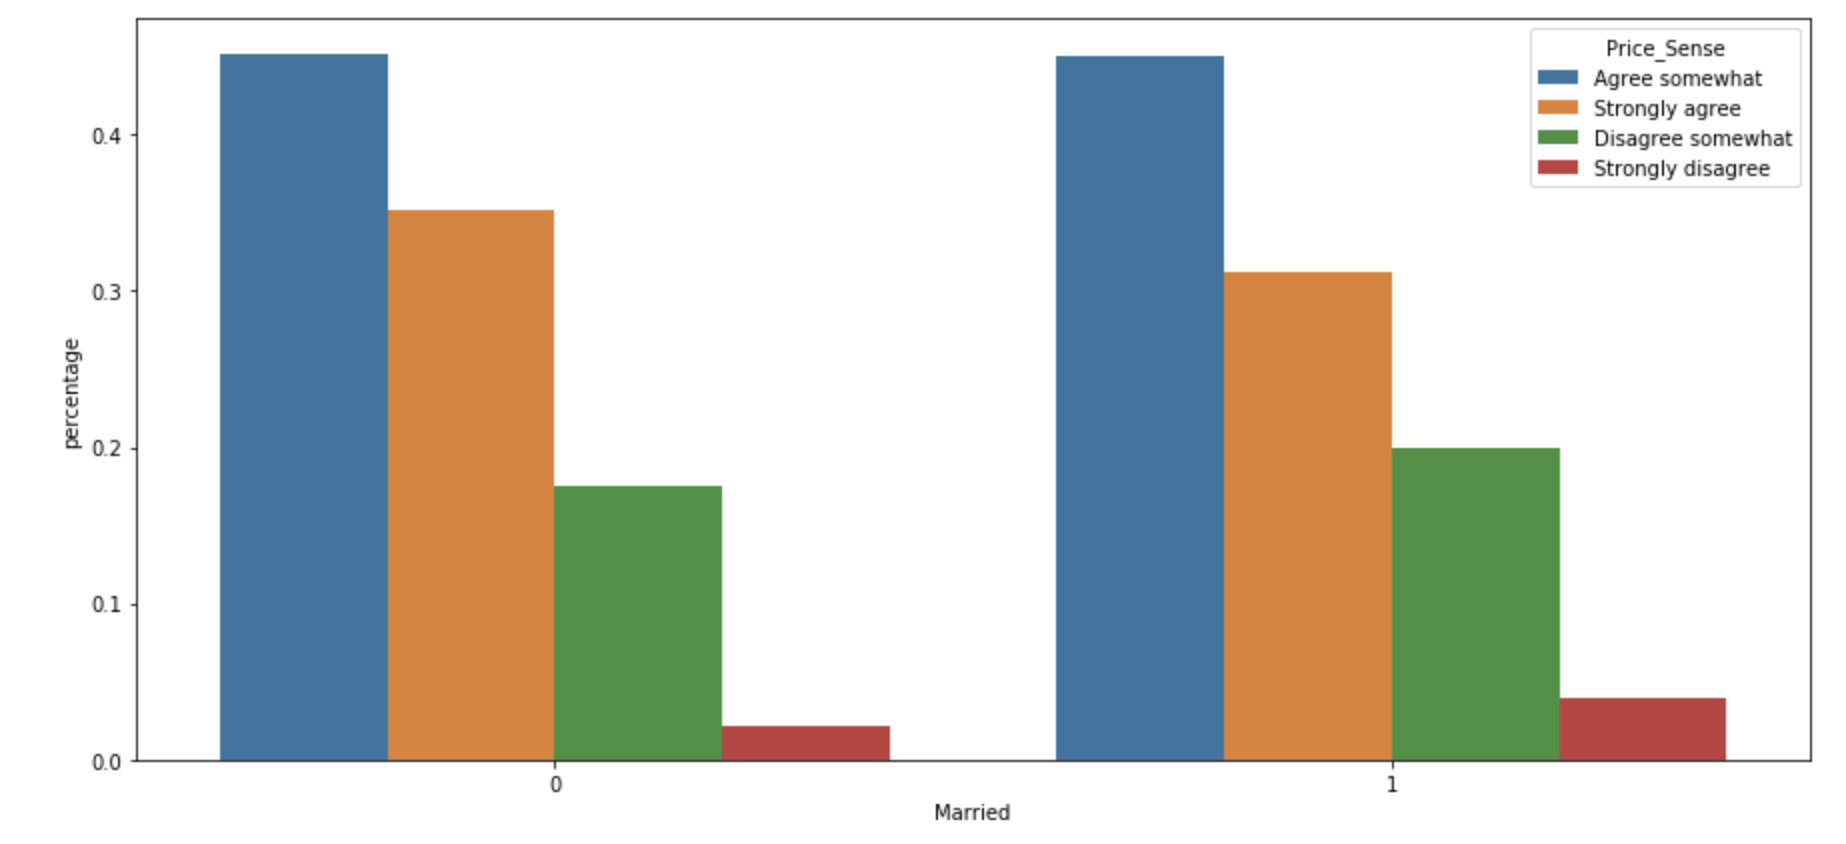 Price_Sense
Agree somewhat
Strongly agree
Disagree somewhat
Strongly disagree
0.4
0.3
0.2
0.1
0.0
percentage
0
1
Married